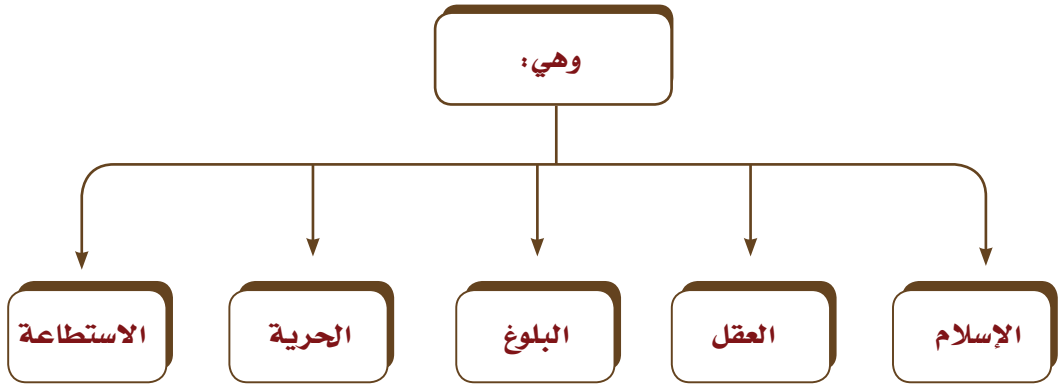 وهي:
الإسلام
العقل
البلوغ
الحرية
الاستطاعة